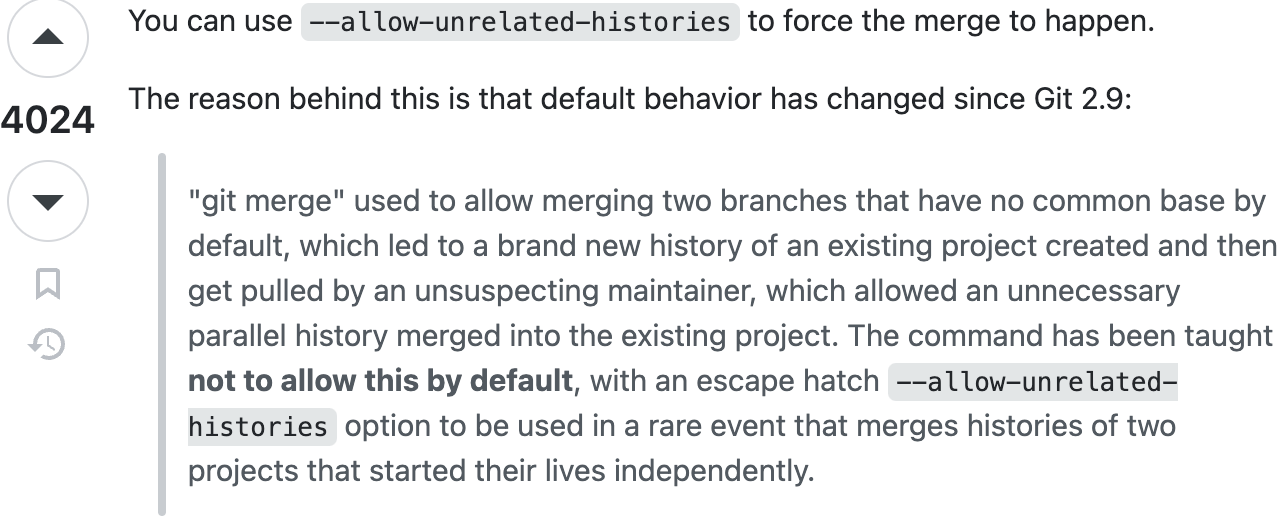 You can use --allow-unrelated-histories to force the merge to happen.
4024
The reason behind this is that default behavior has changed since Git 2.9:
"git merge" used to allow merging two branches that have no common base by
default, which led to a brand new history of an existing project created and then
get pulled by an unsuspecting maintainer, which allowed an unnecessary
parallel history merged into the existing project. The command has been taught
not to allow this by default, with an escape hatch --allow-unrelated-
histories option to be used in a rare event that merges histories of two
projects that started their lives independently.